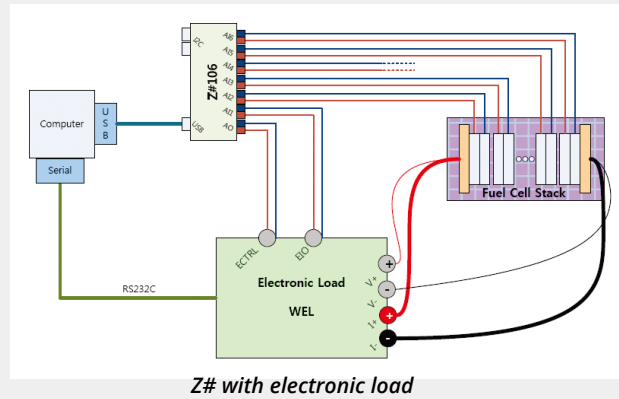 I2C
Z#106
USB
AI6
AI5
AI4
AI3
AI2
AI1
AO
Computer
USB
Serial
RS232C
Fuel Cell Stack
ECTRL
EIO
Electronic Load
WEL
+
V+
-
V-
+
I+
-
I-
Z# with electronic load